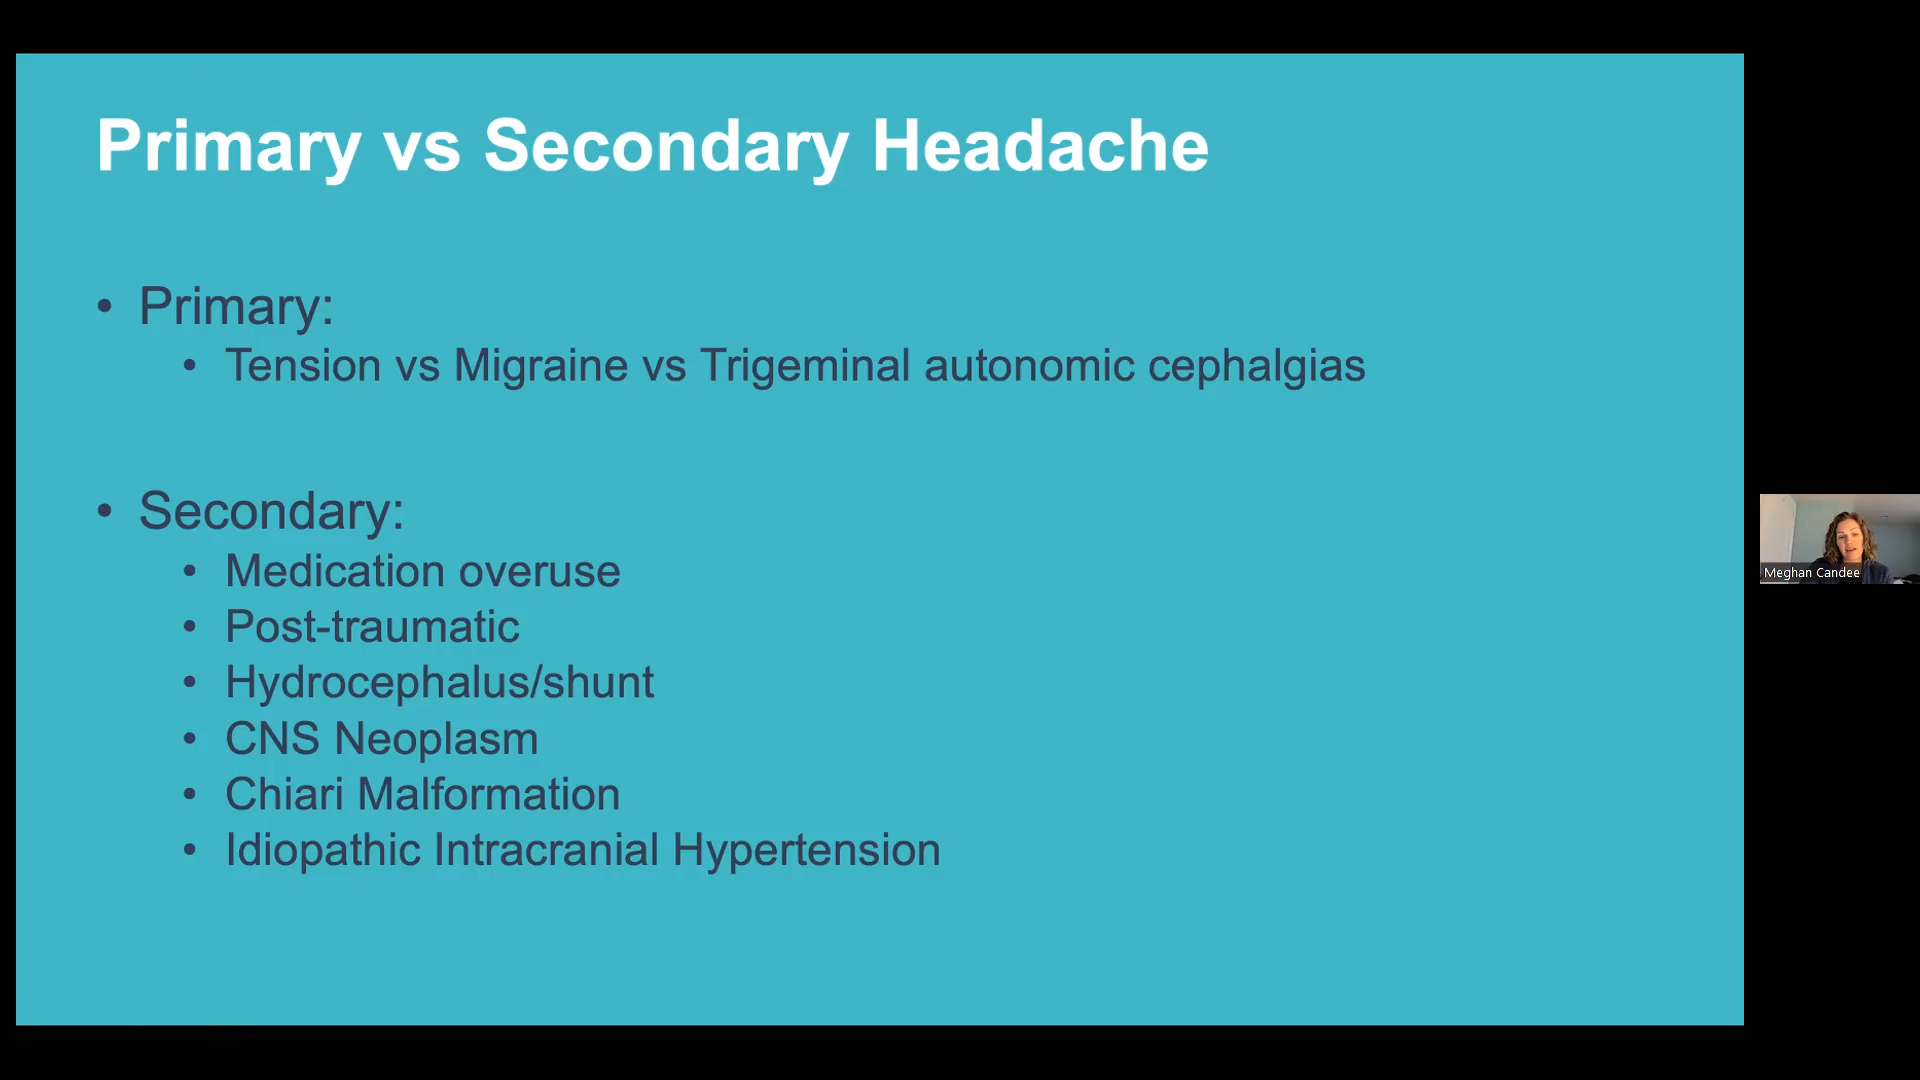 Primary vs Secondary Headache
• Primary:
• Tension vs Migraine vs Trigeminal autonomic cephalgias
• Secondary:
• Medication overuse
• Post-traumatic
• Hydrocephalus/shunt
• CNS Neoplasm
• Chiari Malformation
• Idiopathic Intracranial Hypertension
Meghan Candee